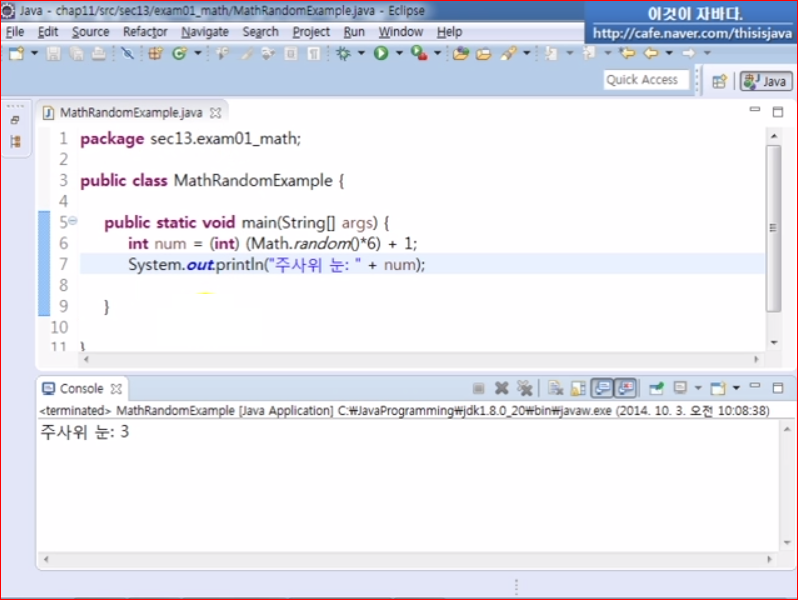 Java - chap11/src/sec13/exam01_math/MathRandomExample.java - Eclipse
이것이 자바다.
http://cafe.naver.com/thisisjava
File Edit Source Refactor Navigate Search Project Run Window Help
Quick Access
Java
MathRandomExample.java
1 package sec13.exam01_math;
2
3 public class MathRandomExample {
4
5 public static void main(String[] args) {
6 int num = (int) (Math.random()*6) + 1;
7 System.out.println("주사위 눈: " + num);
8
9 }
10
11 }
Console
<terminated> MathRandomExample [Java Application] C:₩JavaProgramming₩jdk1.8.0_20₩bin₩javaw.exe (2014. 10. 3. 오전 10:08:38)
주사위 눈: 3